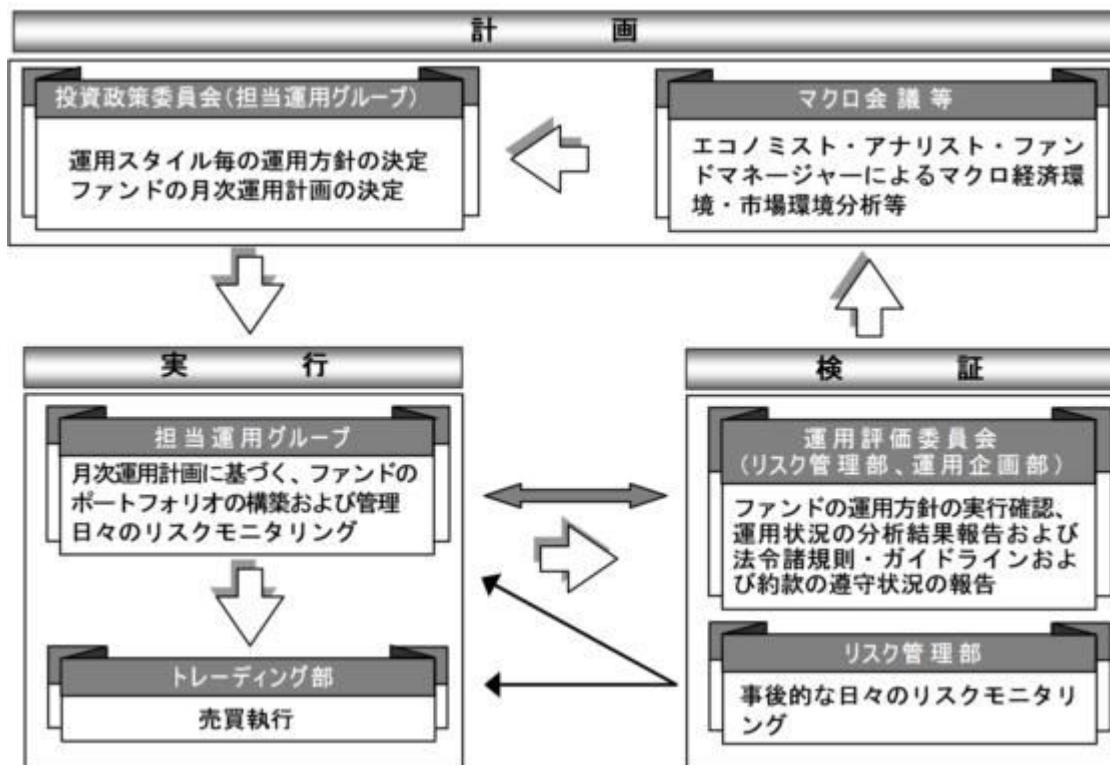 計画
投資政策委員会(担当運用グループ)
運用スタイル毎の運用方針の決定
ファンドの月次運用計画の決定
マクロ会議等
エコノミスト・アナリスト・ファン
ドマネージャーによるマクロ経済環
境・市場環境分析等
実行
担当運用グループ
月次運用計画に基づく、ファンドの
ポートフォリオの構築および管理
日々のリスクモニタリング
トレーディング部
売買執行
検証
運用評価委員会
(リスク管理部、運用企画部)
ファンドの運用方針の実行確認、
運用状況の分析結果報告および
法令諸規則・ガイドラインおよ
び約款の遵守状況の報告
リスク管理部
事後的な日々のリスクモニタリ
ング